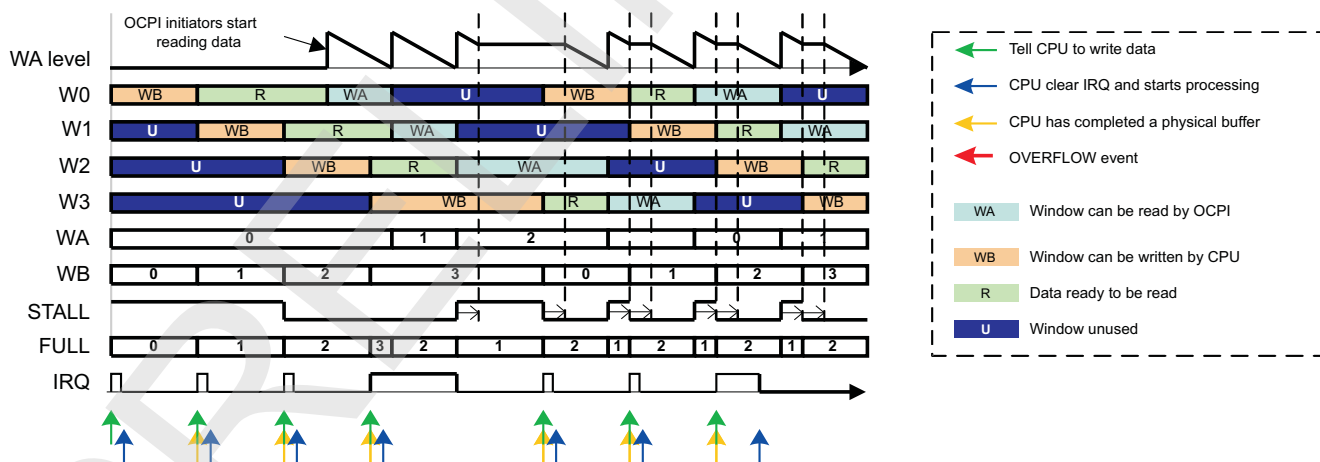 OCPI initiators start
reading data
WA level
W0 WB R WA U WB R WA U
W1 U WB R WA U WB R WA
W2 U WB R WA U WB R
W3 U WB R WA U WB
WA 0 1 2 0 1
WB 0 1 2 3 0 1 2 3
STALL
FULL 0 1 2 3 2 1 2 1 2 1 2 1 2
IRQ
Tell CPU to write data
CPU clear IRQ and starts processing
CPU has completed a physical buffer
OVERFLOW event
WA Window can be read by OCPI
WB Window can be written by CPU
R Data ready to be read
U Window unused